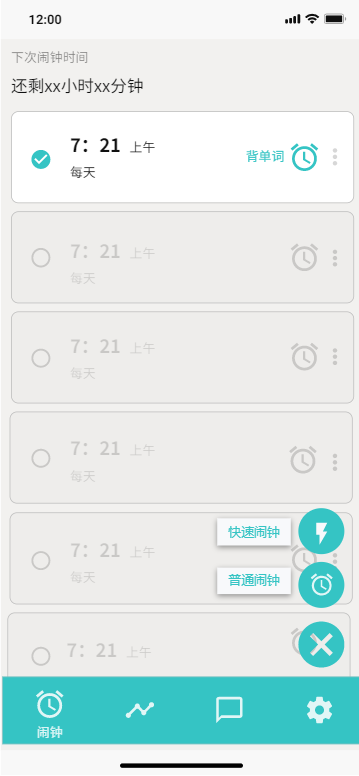 12:00
下次闹钟时间
还剩xx小时xx分钟
7：21 上午
背单词
每天
7：21 上午
每天
7：21 上午
每天
7：21 上午
每天
快速闹钟
7：21 上午
每天
普通闹钟
7：21 上午
闹钟